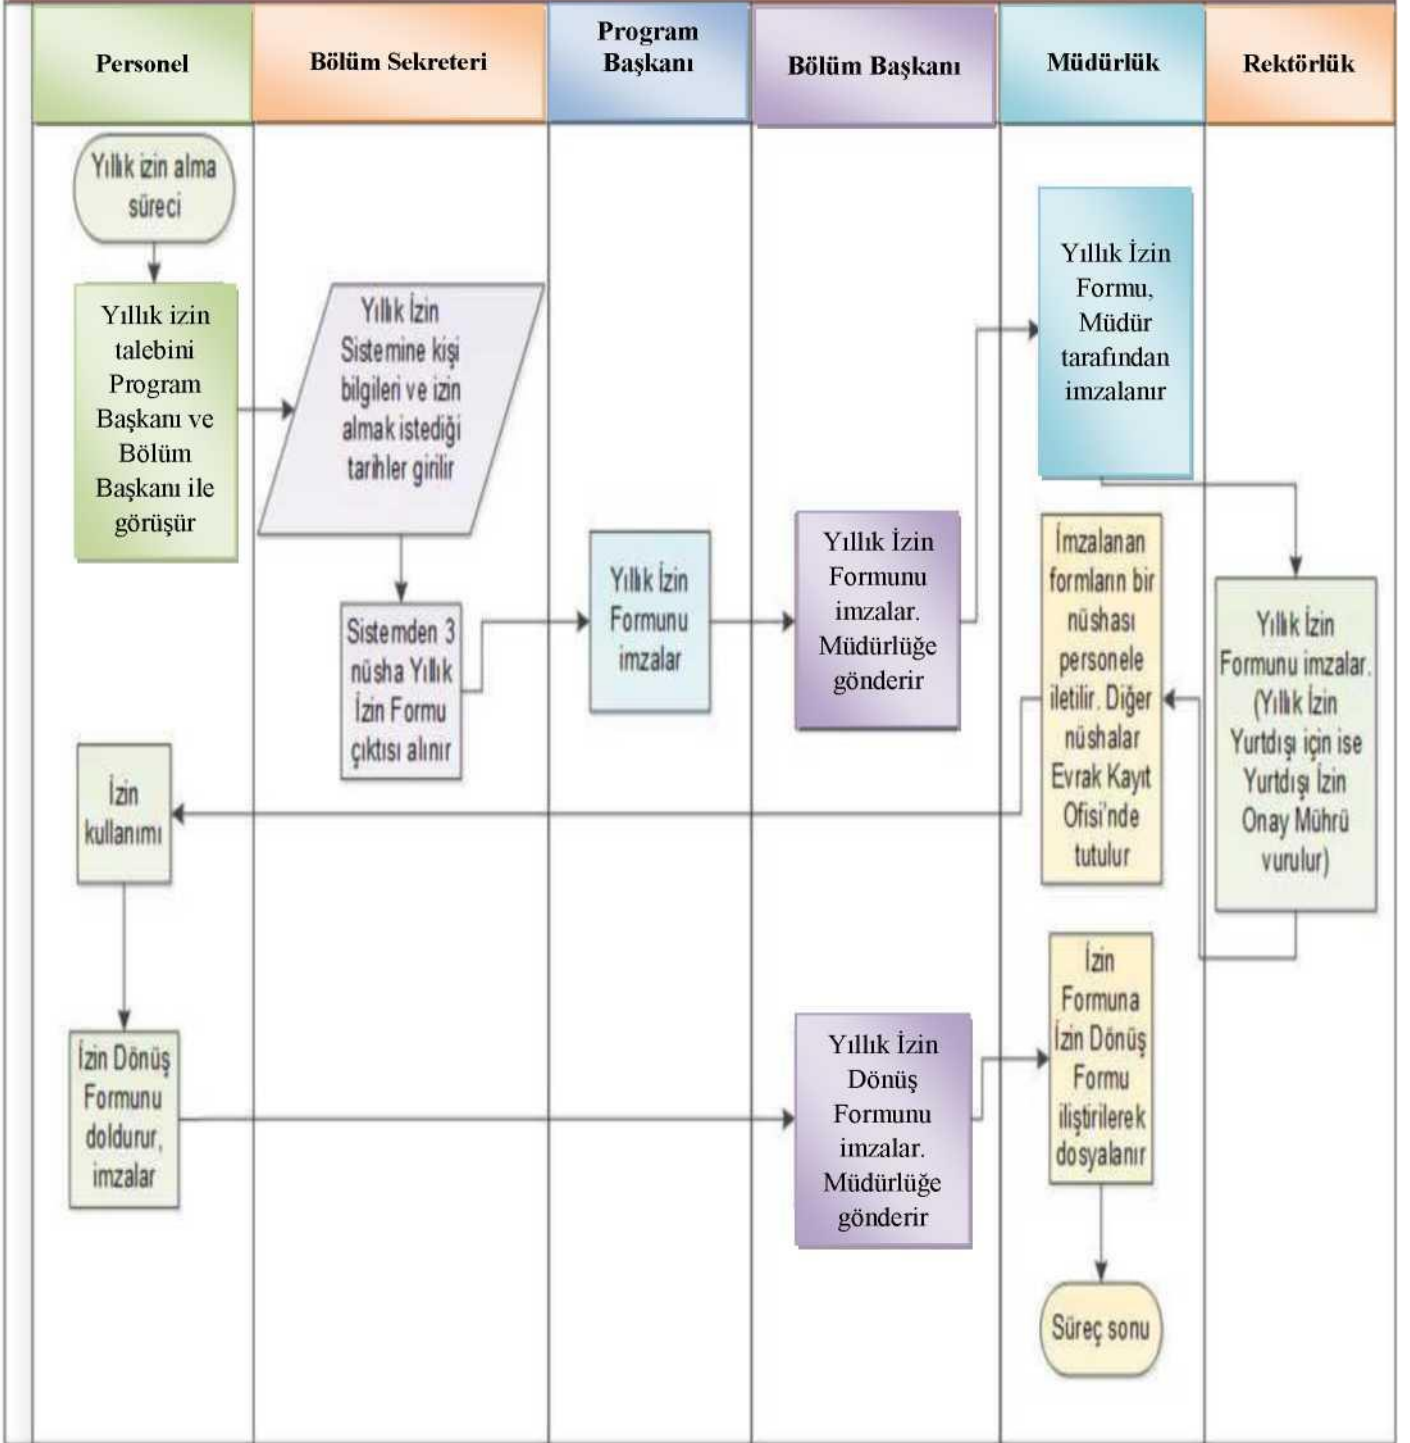 Personel
Bölüm Sekreteri
Program
Başkanı
Bölüm Başkanı
Müdürlük
Rektörlük
Yıllık izin alma
süreci
Yıllık izin
talebini
Program
Başkanı ve
Bölüm
Başkanı ile
görüşür
Yıllık İzin
Sistemine kişi
bilgileri ve izin
almak istediği
tarihler girilir
Sistemden 3
nüsha Yıllık
İzin Formu
çıktısı alınır
Yıllık İzin
Formunu
imzalar
Yıllık İzin
Formunu
imzalar.
Müdürlüğe
gönderir
Yıllık İzin
Formu,
Müdür
tarafından
imzalanır
Yıllık İzin
Formunu imzalar.
(Yıllık İzin
Yurtdışı için ise
Yurtdışı İzin
Onay Mührü
vurulur)
İmzalanan
formların bir
nüshası
personele
iletilir. Diğer
nüshalar
Evrak Kayıt
Ofisi'nde
tutulur
İzin
kullanımı
İzin Dönüş
Formunu
doldurur,
imzalar
Yıllık İzin
Dönüş
Formunu
imzalar.
Müdürlüğe
gönderir
İzin
Formuna
İzin Dönüş
Formu
iliştirilerek
dosyalanır
Süreç sonu